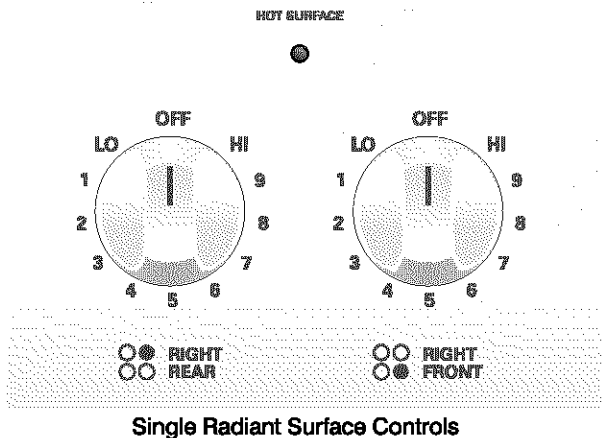 HOT SURFACE
OFF OFF
LO HI LO HI
1 9 1 9
2 8 2 8
3 7 3 7
4 5 6 4 5 6
RIGHT REAR
RIGHT FRONT
Single Radiant Surface Controls